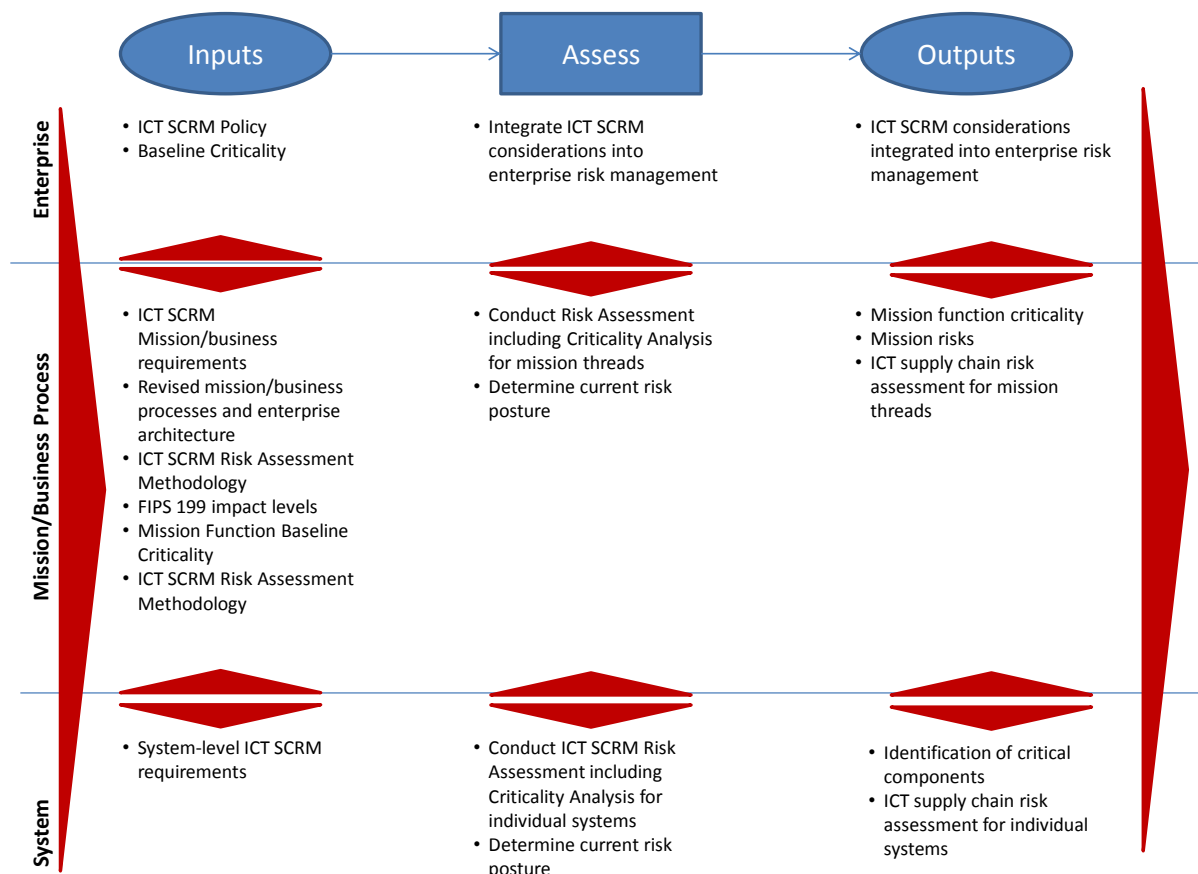 Inputs
Assess
Outputs
Enterprise
• ICT SCRM Policy
• Baseline Criticality
• Integrate ICT SCRM
considerations into
enterprise risk management
• ICT SCRM considerations
integrated into enterprise risk
management
Mission/Business Process
• ICT SCRM
Mission/business
requirements
• Revised mission/business
processes and enterprise
architecture
• ICT SCRM Risk Assessment
Methodology
• FIPS 199 impact levels
• Mission Function Baseline
Criticality
• ICT SCRM Risk Assessment
Methodology
• Conduct Risk Assessment
including Criticality Analysis
for mission threads
• Determine current risk
posture
• Mission function criticality
• Mission risks
• ICT supply chain risk
assessment for mission
threads
System
• System-level ICT SCRM
requirements
• Conduct ICT SCRM Risk
Assessment including
Criticality Analysis for
individual systems
• Determine current risk
posture
• Identification of critical
components
• ICT supply chain risk
assessment for individual
systems